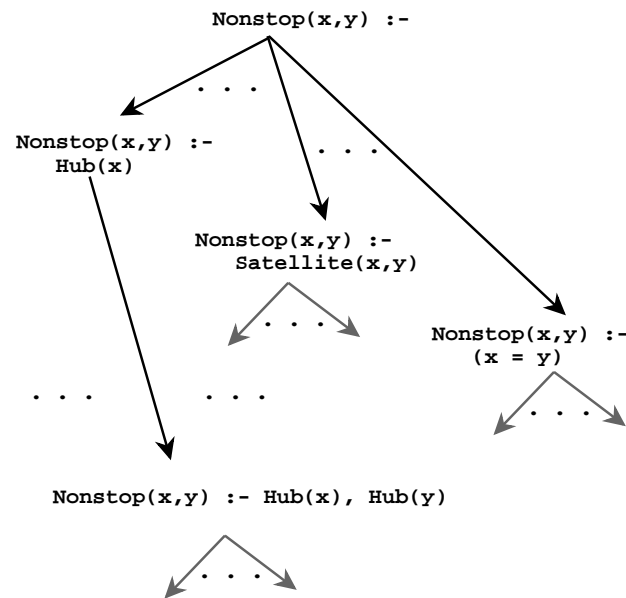 Nonstop(x,y) :-
. . .
Nonstop(x,y) :-
Hub(x)
. . .
Nonstop(x,y) :-
Satellite(x,y)
. . .
Nonstop(x,y) :-
(x = y)
. . .
. . .
. . .
Nonstop(x,y) :- Hub(x), Hub(y)
. . .